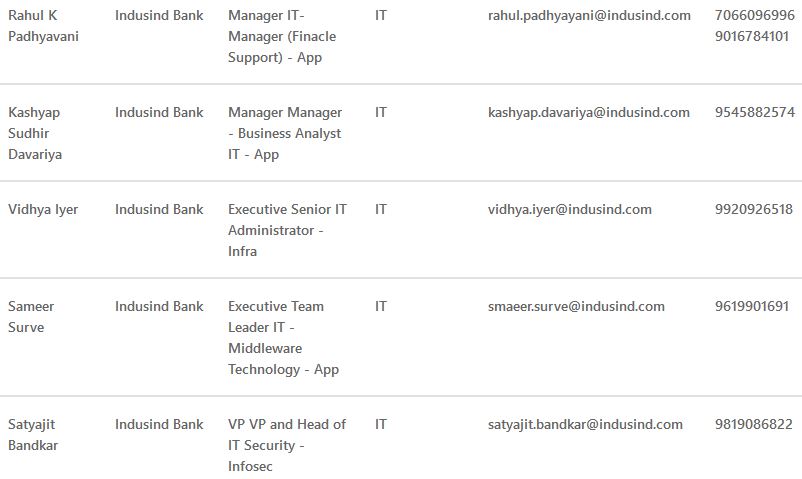 Rahul K Indusind Bank Manager IT- IT rahul.padhyayani@indusind.com 7066096996
Padhyavani Manager (Finacle 9016784101
Support) - App
Kashyap Indusind Bank Manager Manager IT kashyap.davariya@indusind.com 9545882574
Sudhir - Business Analyst
Davariya IT - App
Vidhya Iyer Indusind Bank Executive Senior IT IT vidhya.iyer@indusind.com 9920926518
Administrator -
Infra
Sameer Indusind Bank Executive Team IT smaeer.surve@indusind.com 9619901691
Surve Leader IT -
Middleware
Technology - App
Satyajit Indusind Bank VP VP and Head of IT satyajit.bandkar@indusind.com 9819086822
Bandkar IT Security -
Infosec